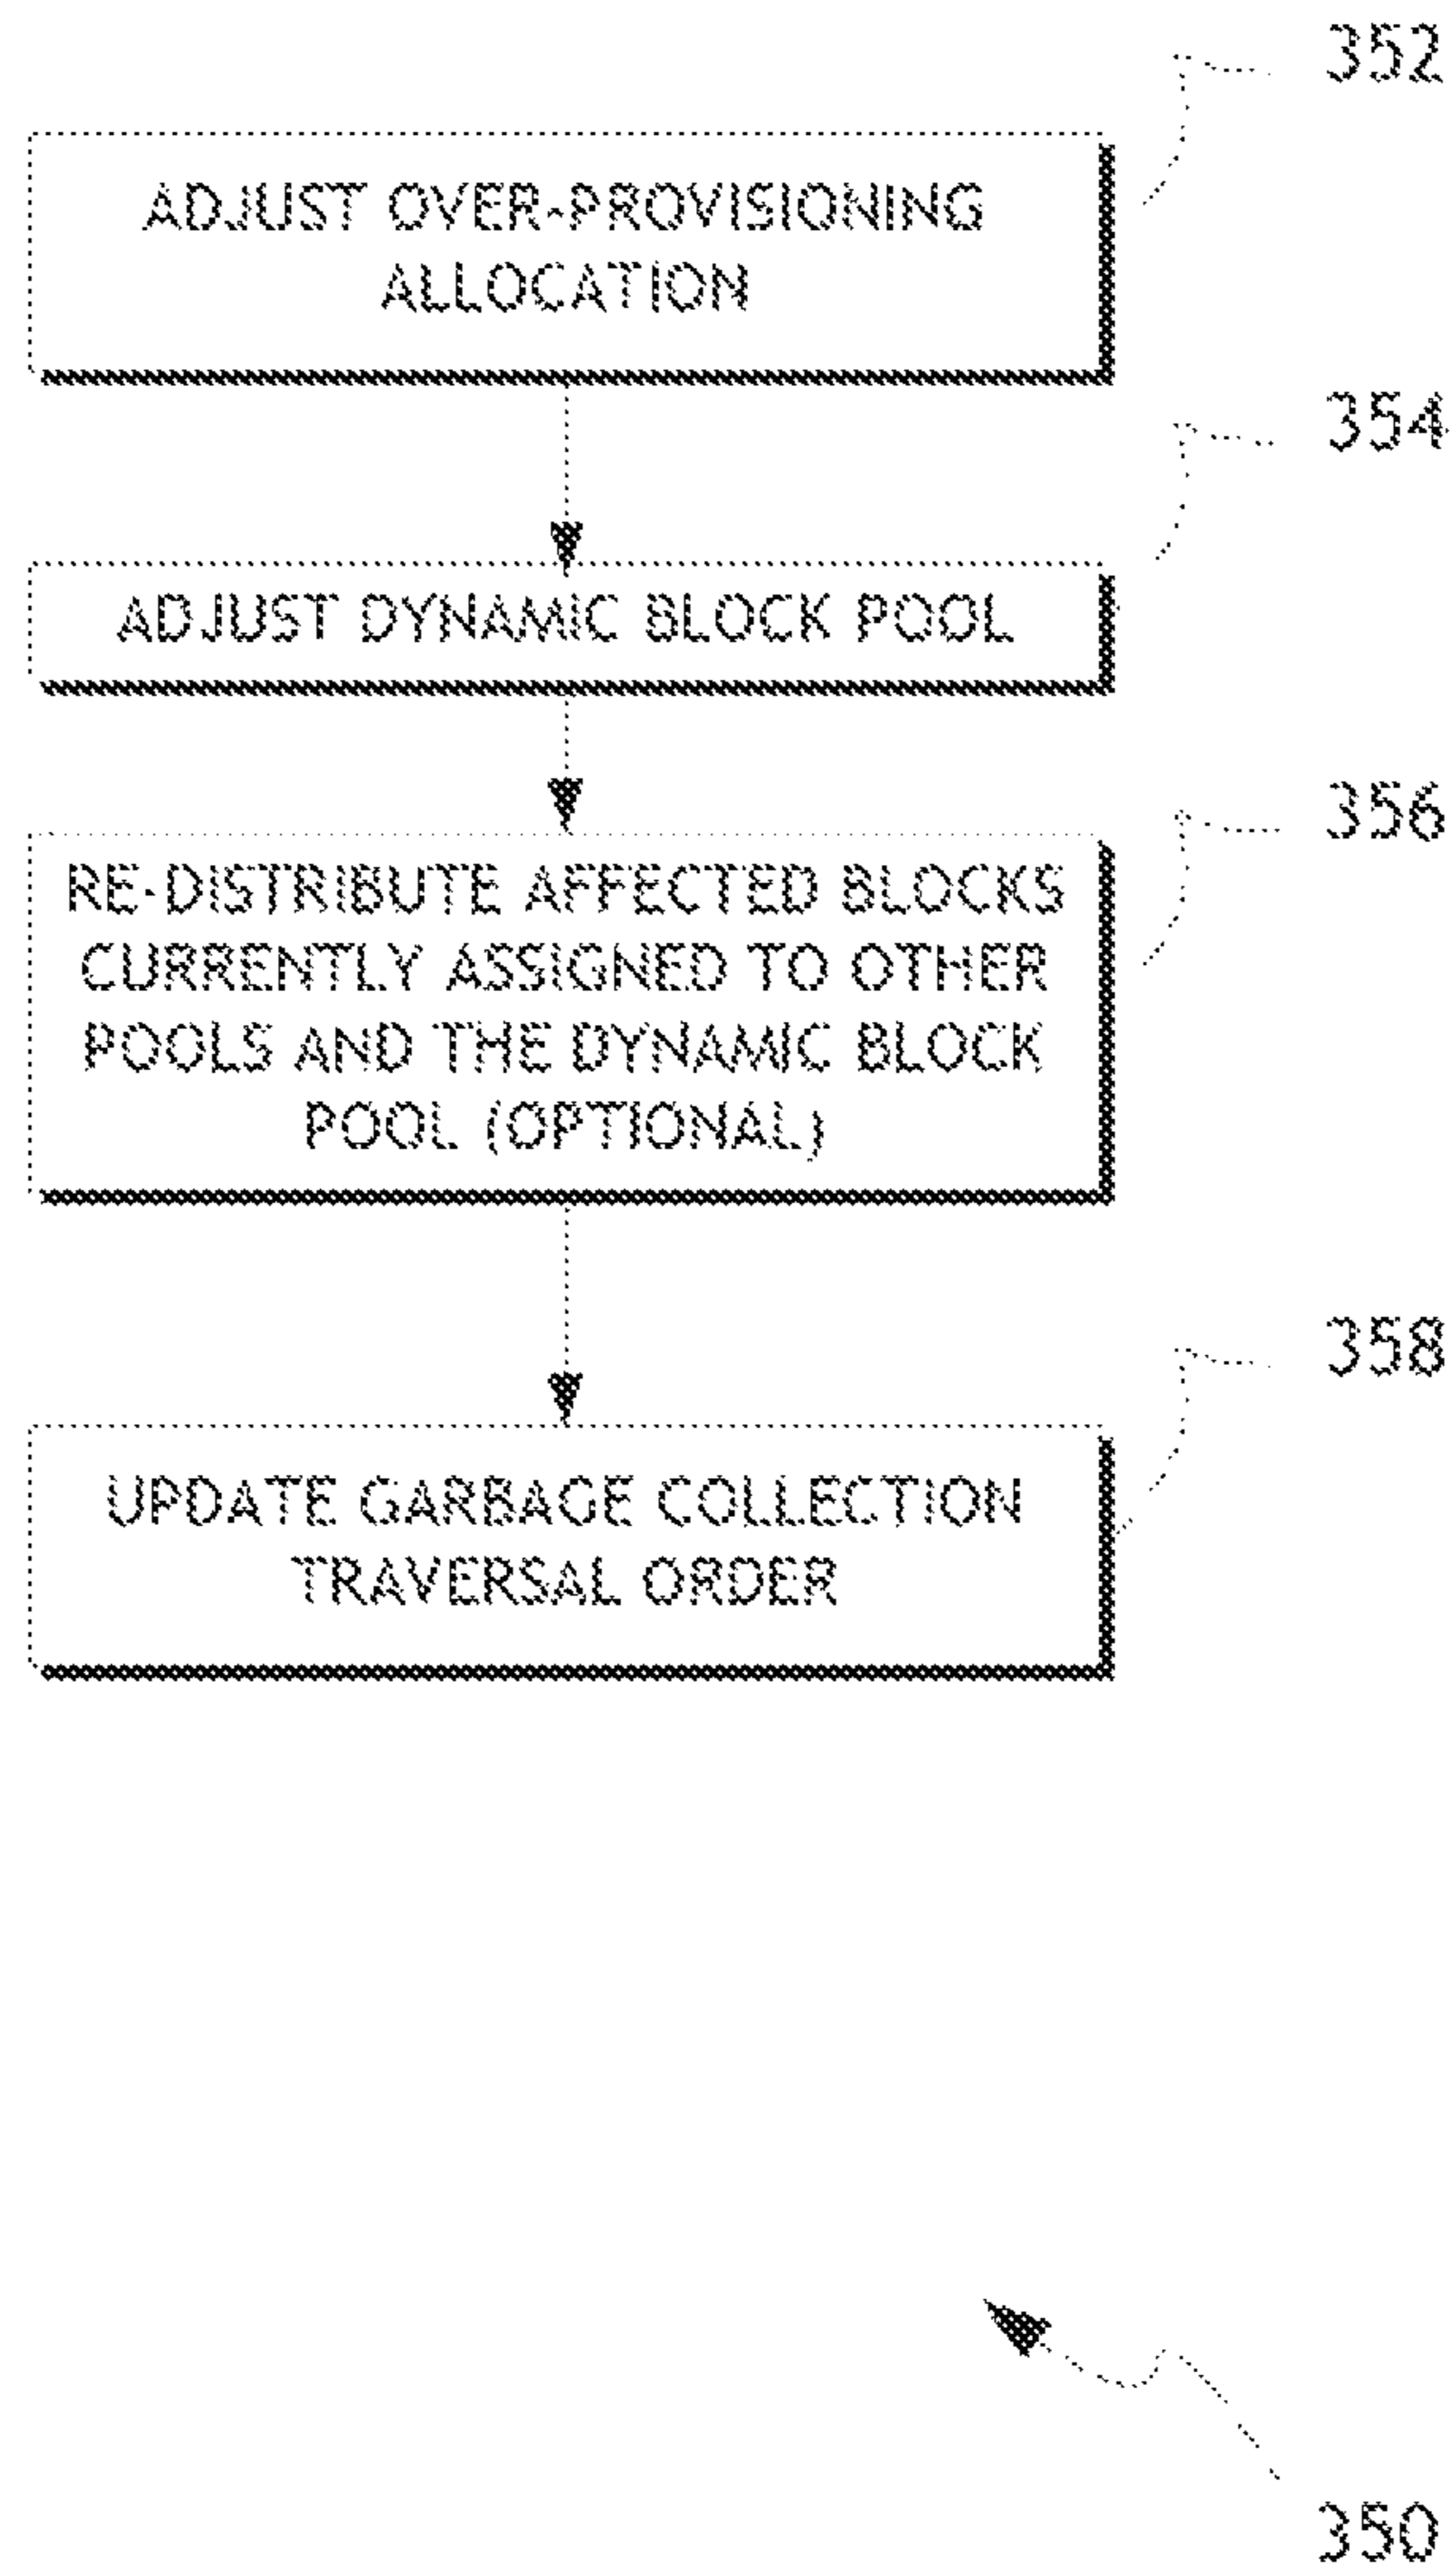 352
ADJUST OVER-PROVISIONING
ALLOCATION
354
ADJUST DYNAMIC BLOCK POOL
356
RE-DISTRIBUTE AFFECTED BLOCKS
CURRENTLY ASSIGNED TO OTHER
POOLS AND THE DYNAMIC BLOCK
POOL (OPTIONAL)
358
UPDATE GARBAGE COLLECTION
TRAVERSAL ORDER
350